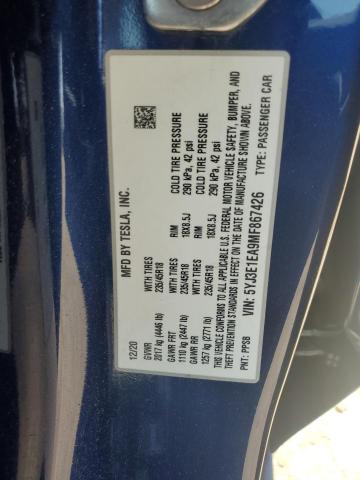 MFD BY TESLA, INC.
12/20
GVWR WITH TIRES RIM COLD TIRE PRESSURE
2017 kg (4446 lb) 235/45R18 18X8.5J 290 kPa, 42 psi
GAWR FRT WITH TIRES RIM COLD TIRE PRESSURE
1110 kg (2447 lb) 235/45R18 18X8.5J 290 kPa, 42 psi
GAWR RR
1257 kg (2771 lb)
THIS VEHICLE CONFORMS TO ALL APPLICABLE U.S. FEDERAL MOTOR VEHICLE SAFETY, BUMPER, AND
THEFT PREVENTION STANDARDS IN EFFECT ON THE DATE OF MANUFACTURE SHOWN ABOVE.
VIN: 5YJ3E1EA9MF867426 TYPE: PASSENGER CAR
PNT: PPSB